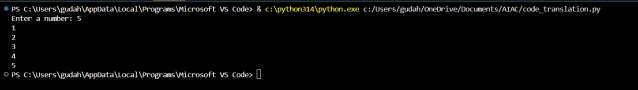 PS C:\Users\gudah\AppData\Local\Programs\Microsoft VS Code> & c:\python314\python.exe c:/Users/gudah/OneDrive/Documents/AIAC/code_translation.py
Enter a number: 5
1
2
3
4
5
PS C:\Users\gudah\AppData\Local\Programs\Microsoft VS Code>